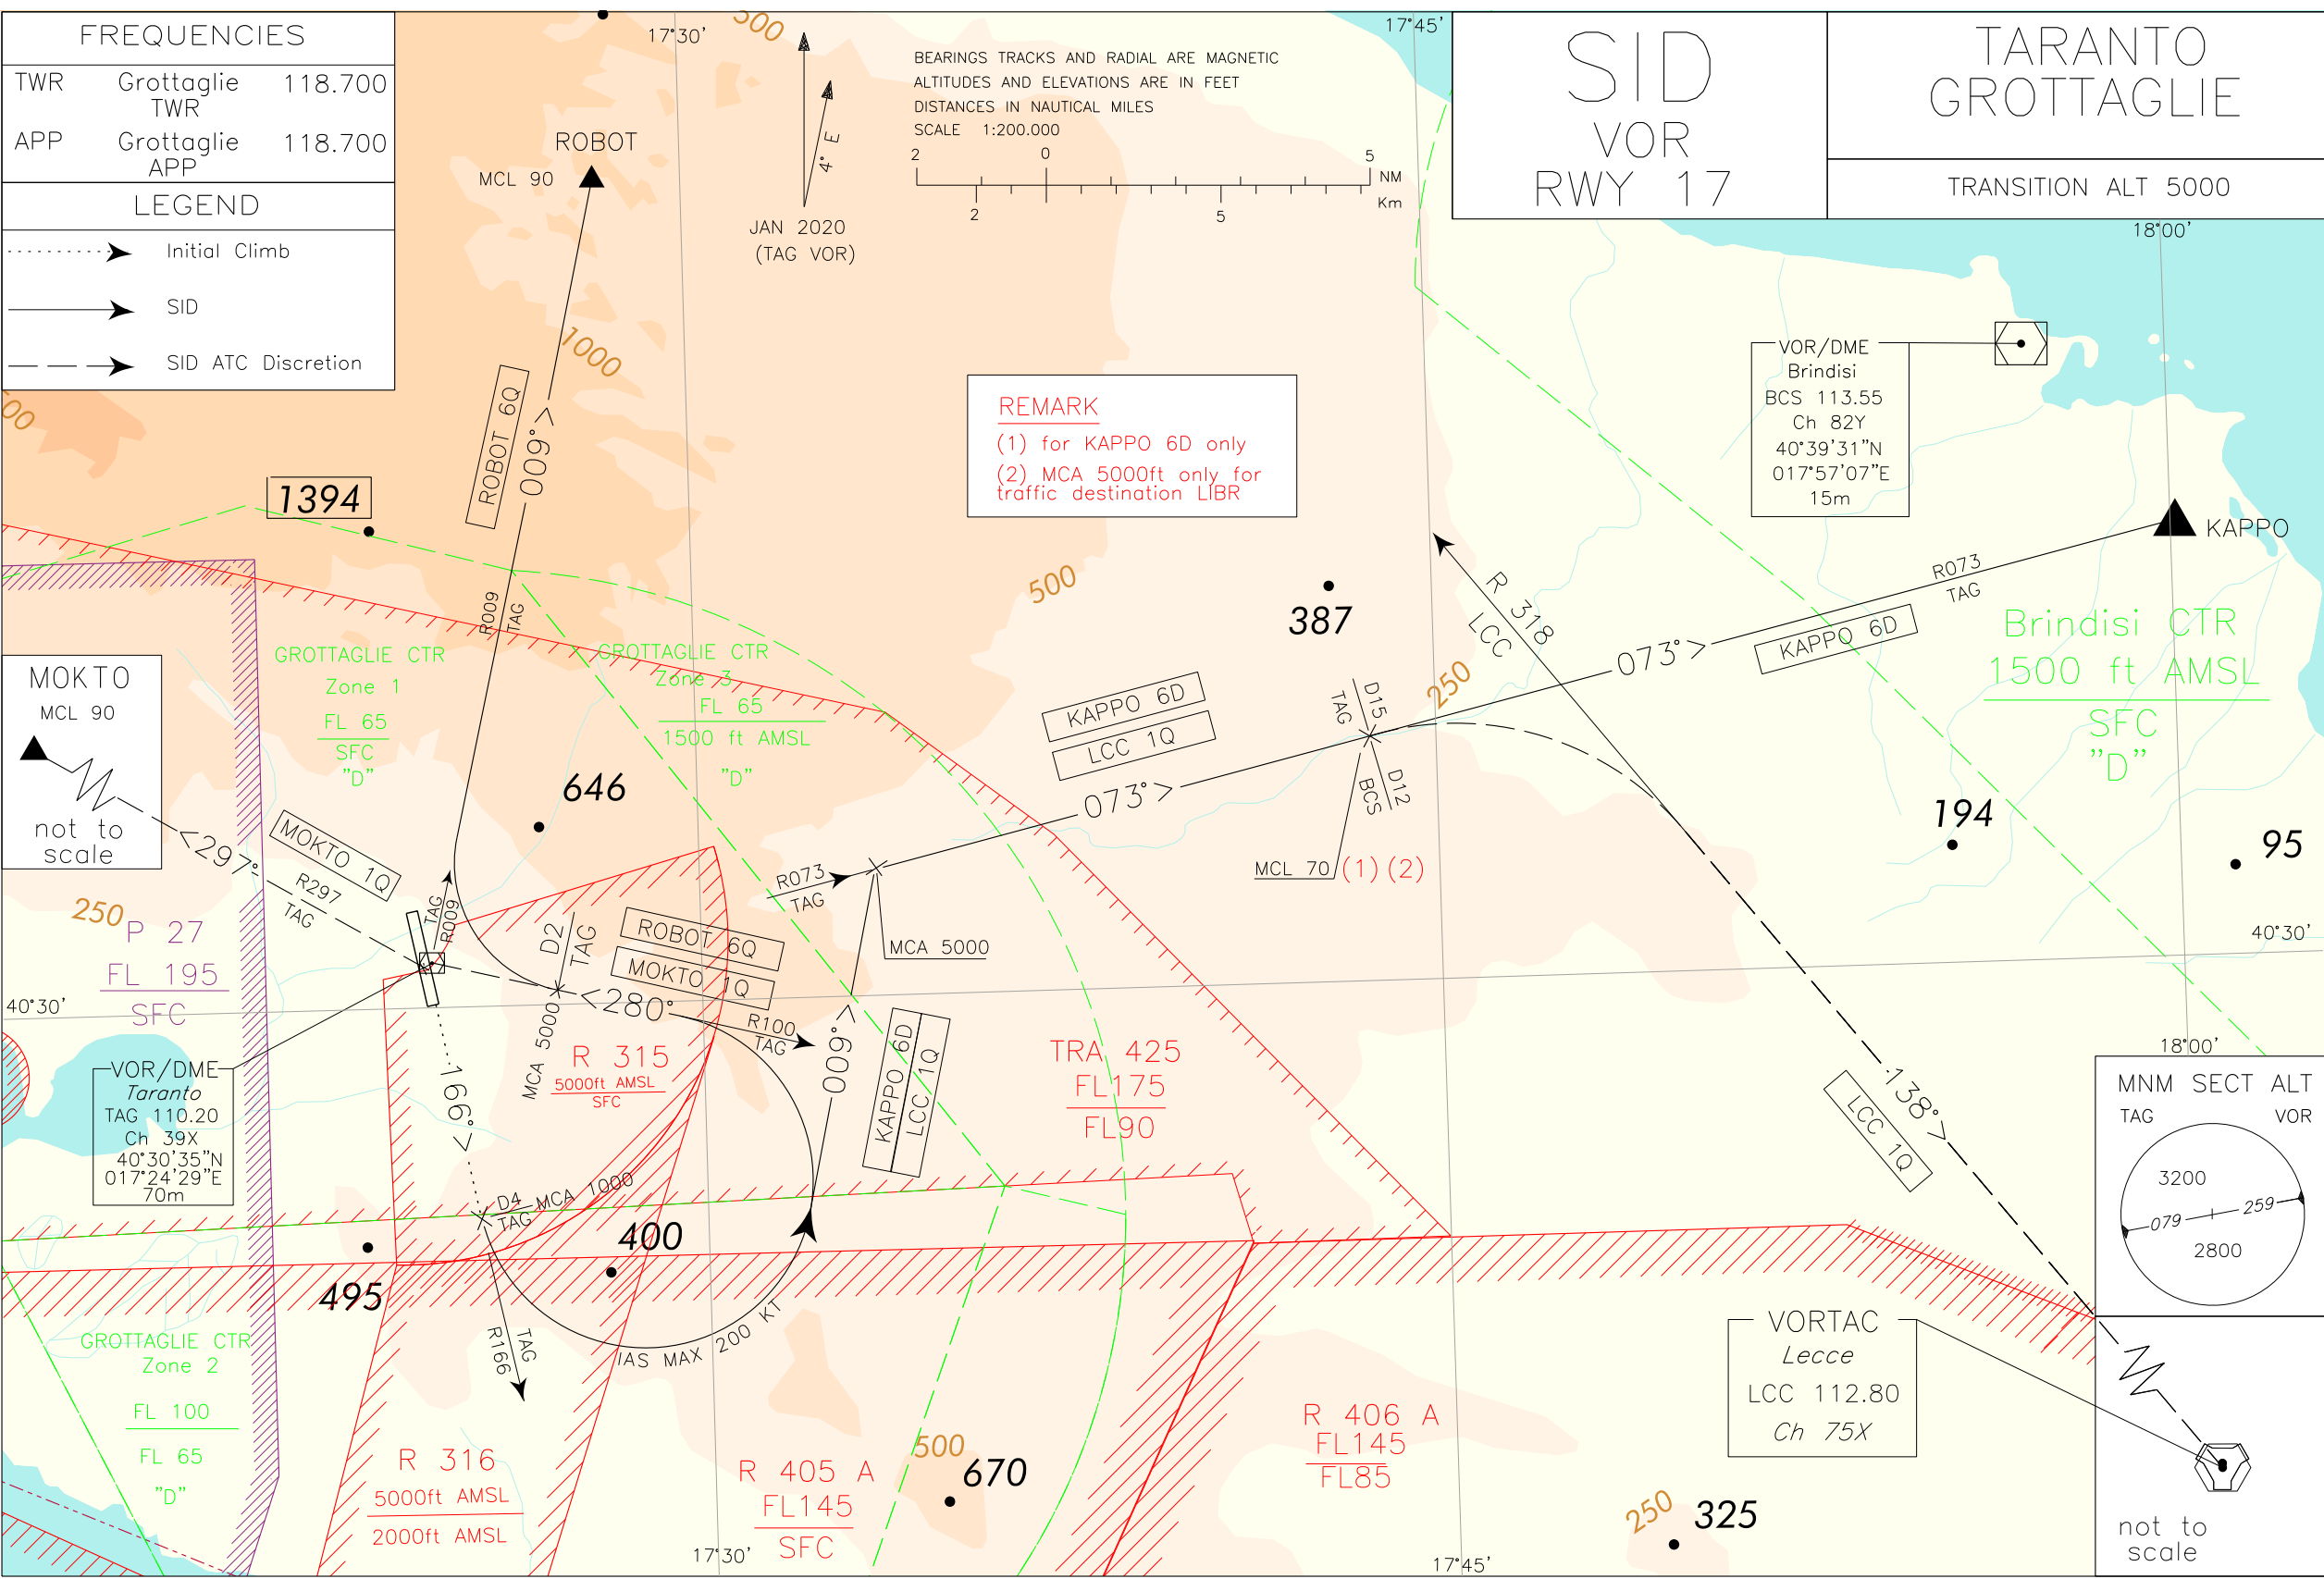 FREQUENCIES
TWR Grottaglie TWR 118.700
APP Grottaglie APP 118.700
LEGEND
Initial Climb
SID
SID ATC Discretion
17°30'
500
ROBOT
MCL 90
4° E
JAN 2020
(TAG VOR)
BEARINGS TRACKS AND RADIAL ARE MAGNETIC
ALTITUDES AND ELEVATIONS ARE IN FEET
DISTANCES IN NAUTICAL MILES
SCALE 1:200.000
2 0 5
NM
Km
2 5
17°45'
SID
VOR
RWY 17
TARANTO
GROTTAGLIE
TRANSITION ALT 5000
18°00'
VOR/DME
Brindisi
BCS 113.55
Ch 82Y
40°39'31"N
017°57'07"E
15m
REMARK
(1) for KAPPO 6D only
(2) MCA 5000ft only for
traffic destination LIBR
1000
ROBOT 6Q
009°>
1394
R009
TAG
500
387
R 318
LCC
KAPPO
R073
TAG
KAPPO 6D
073°>
Brindisi CTR
1500 ft AMSL
SFC
"D"
GROTTAGLIE CTR
Zone 1
FL 65
SFC
"D"
GROTTAGLIE CTR
Zone 3
FL 65
1500 ft AMSL
"D"
MOKTO
MCL 90
not to
scale
<297°
MOKTO 1Q
R297
TAG
646
KAPPO 6D
LCC 1Q
073°>
D15
TAG
D12
BCS
250
MCL 70 (1) (2)
194
95
40°30'
250
P 27
FL 195
SFC
40°30'
TAG
R009
D2
TAG
ROBOT 6Q
MOKTO 1Q
<280°
R100
TAG
MCA 5000
R073
TAG
MCA 5000
009°>
KAPPO 6D
LCC 1Q
R 315
5000ft AMSL
SFC
TRA 425
FL175
FL90
VOR/DME
Taranto
TAG 110.20
Ch 39X
40°30'35"N
017°24'29"E
70m
166°>
D4
TAG
MCA 1000
400
495
IAS MAX 200 KT
TAG
R166
138°>
LCC 1Q
18°00'
MNM SECT ALT
TAG VOR
3200
079 259
2800
GROTTAGLIE CTR
Zone 2
FL 100
FL 65
"D"
R 316
5000ft AMSL
2000ft AMSL
R 405 A
FL145
SFC
500
670
R 406 A
FL145
FL85
VORTAC
Lecce
LCC 112.80
Ch 75X
250
325
not to
scale
17°30'
17°45'